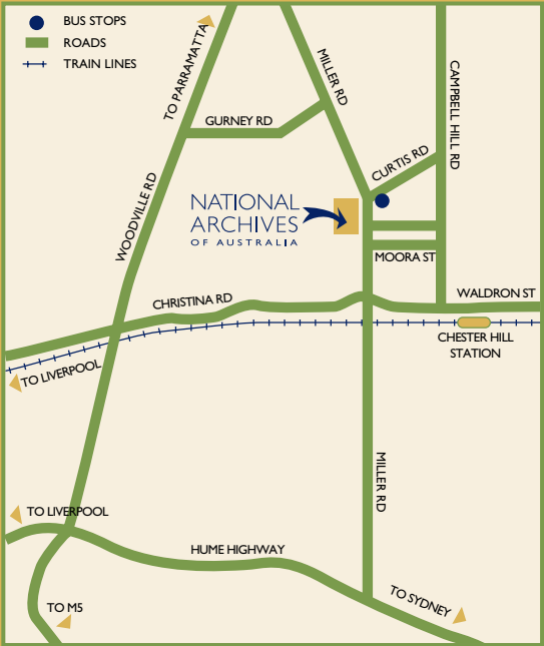 BUS STOPS
ROADS
TRAIN LINES
TO PARRAMATTA
MILLER RD
CAMPBELL HILL RD
GURNEY RD
CURTIS RD
WOODVILLE RD
NATIONAL
ARCHIVES
OF AUSTRALIA
MOORA ST
CHRISTINA RD
WALDRON ST
CHESTER HILL
STATION
TO LIVERPOOL
MILLER RD
TO LIVERPOOL
HUME HIGHWAY
TO SYDNEY
TO M5